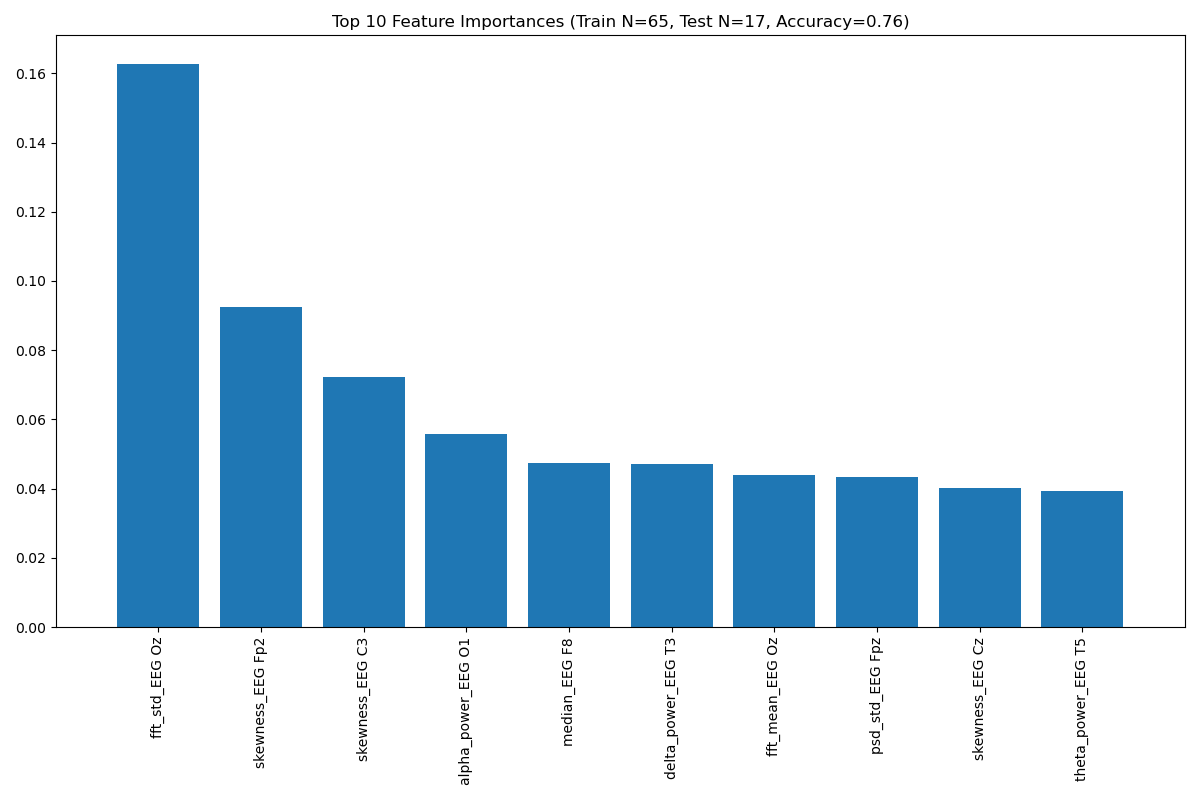 Top 10 Feature Importances (Train N=65, Test N=17, Accuracy=0.76)
0.16
0.14
0.12
0.10
0.08
0.06
0.04
0.02
0.00
fft_std_EEG Oz
skewness_EEG Fp2
skewness_EEG C3
alpha_power_EEG O1
median_EEG F8
delta_power_EEG T3
fft_mean_EEG Oz
psd_std_EEG Fpz
skewness_EEG Cz
theta_power_EEG T5